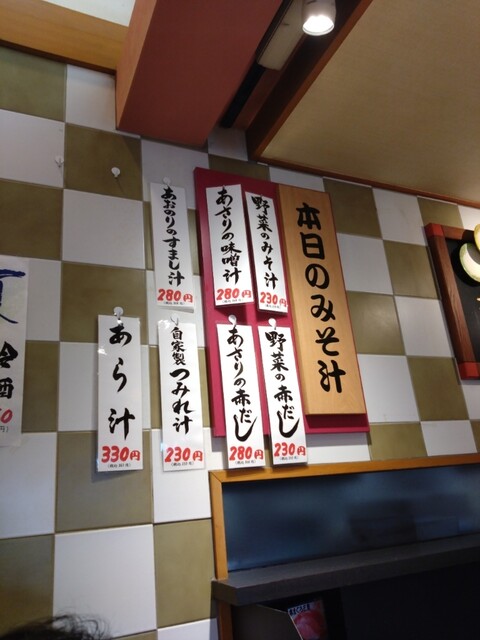 本日のみそ汁
野菜のみそ汁
230円
あさりの味噌汁
280円
あおのりのすまし汁
280円
野菜の赤だし
230円
あさりの赤だし
280円
自家製つみれ汁
230円
あら汁
330円